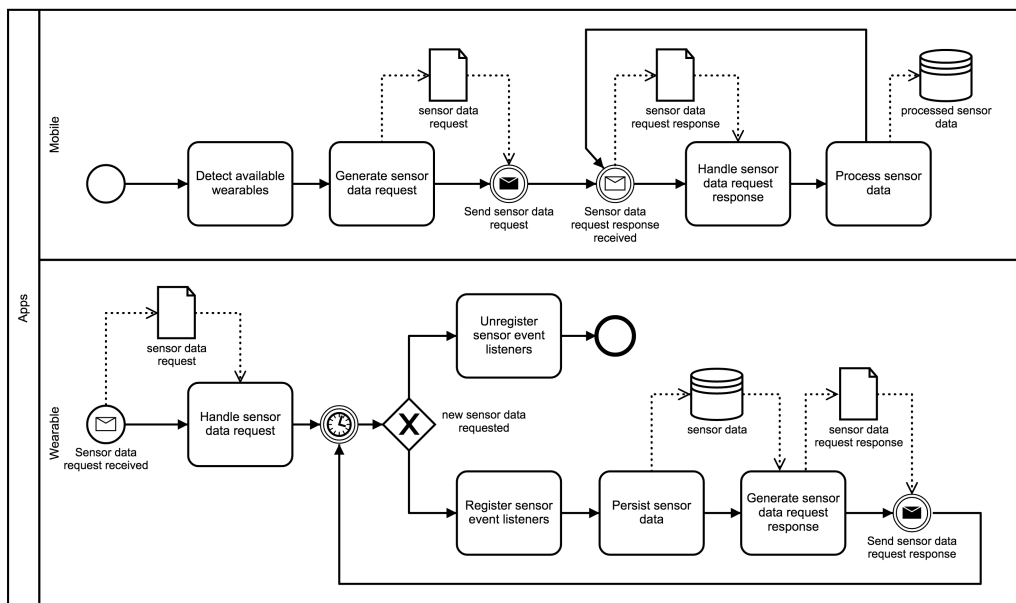 Apps
Mobile
sensor data
request
sensor data
request response
processed sensor
data
Detect available
wearables
Generate sensor
data request
Handle sensor
data request
response
Process sensor
data
Send sensor data
request
Sensor data
request response
received
Wearable
Unregister
sensor event
listeners
sensor data
request
Handle sensor
data request
Sensor data
request received
new sensor data
requested
sensor data
sensor data
request response
Register sensor
event listeners
Persist sensor
data
Generate sensor
data request
response
Send sensor data
request response